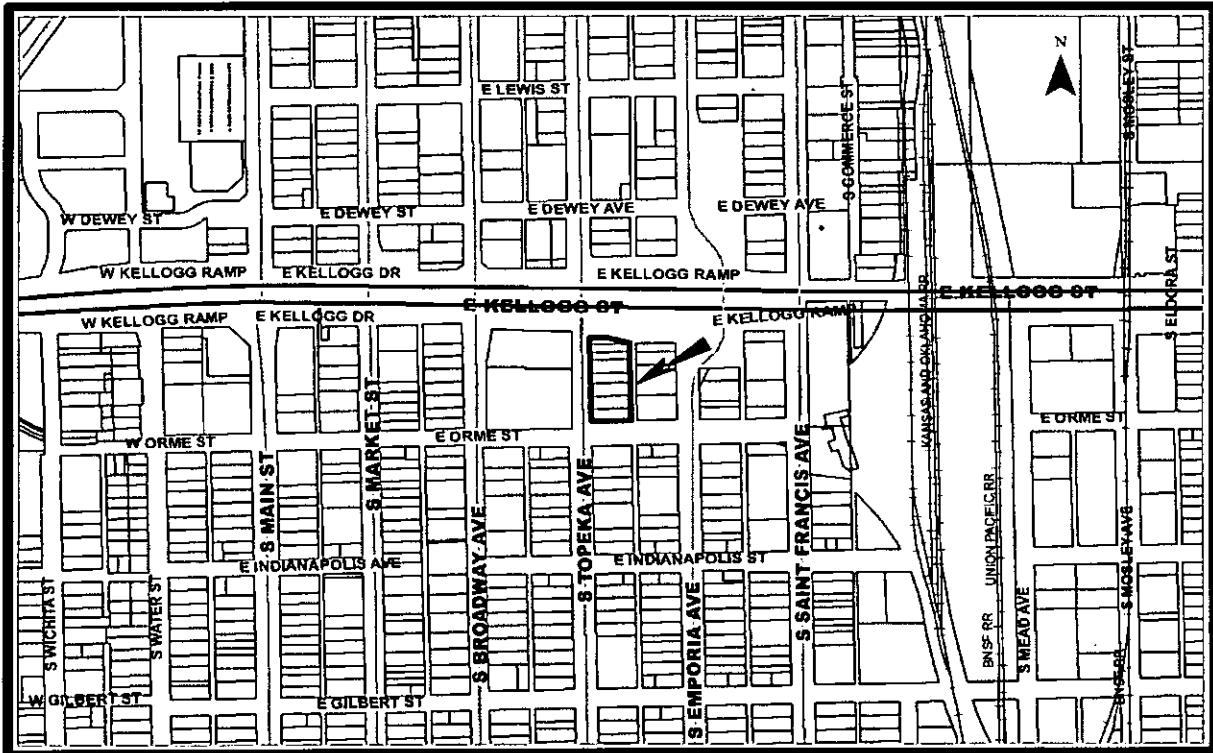 N
S MOSLEY ST
E LEWIS ST
S COMMERCE ST
W DEWEY ST
E DEWEY ST
E DEWEY AVE
E DEWEY AVE
S ELDORA ST
W KELLOGG RAMP
E KELLOGG DR
E KELLOGG RAMP
E KELLOGG ST
E KELLOGG ST
W KELLOGG RAMP
E KELLOGG DR
E KELLOGG RAMP
KANSAS AND OKLAHOMA RR
S MARKET ST
W ORME ST
E ORME ST
E ORME ST
S MAIN ST
S BROADWAY AVE
S TOPEKA AVE
S SAINT FRANCIS AVE
UNION PACIFIC RR
E INDIANAPOLIS AVE
E INDIANAPOLIS ST
S WICHITA ST
S WATER ST
S EMPORIA AVE
BNSF RR
S MEAD AVE
S MOSLEY AVE
BNSF RR
W GILBERT ST
E GILBERT ST